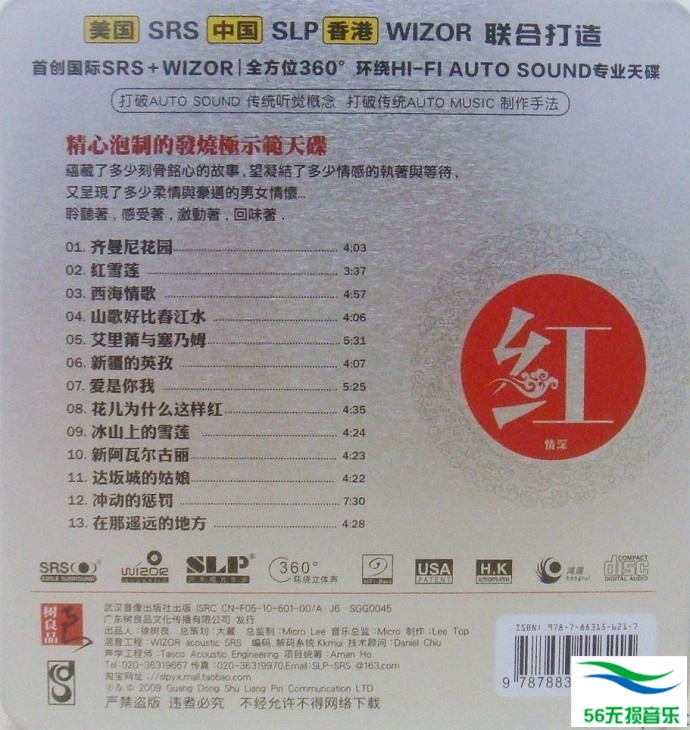 美国 SRS 中国 SLP 香港 WIZOR 联合打造
首创国际SRS+WIZOR|全方位360°环绕HI-FI AUTO SOUND专业天碟
打破AUTO SOUND 传统听觉概念 打破传统AUTO MUSIC 制作手法
精心泡制的發燒極示範天碟
蘊藏了多少刻骨銘心的故事,望凝結了多少情感的執著與等待,
又呈現了多少柔情與豪邁的男女情懷...
聆聽著,感受著,激動著,回味著.
01. 齐曼尼花园 4:03
02. 红雪莲 3:37
03. 西海情歌 4:57
04. 山歌好比春江水 4:06
05. 艾里莆与塞乃姆 5:31
06. 新疆的英孜 4:07
07. 爱是你我 5:25
08. 花儿为什么这样红 4:35
09. 冰山上的雪莲 4:24
10. 新阿瓦尔古丽 4:23
11. 达坂城的姑娘 4:22
12. 冲动的惩罚 7:30
13. 在那遥远的地方 4:28
红
情深
SRS
CIRCLE SURROUND
WIZOR
SLP®
360°
环绕立体声
USA
PATENT
H.K
鴻瑞
hongrui
COMPACT
disc
DIGITAL AUDIO
树良品
武汉音像出版社出版 ISRC CN-F05-10-601-00/A·J6 SGG0045
广东树良品文化传播有限公司 发行
出品人:徐树良 总策划:大藏 总监制:Micro Lee 音乐总监:Micro 制作:Lee Top
混音工程:WIZOR acoustic SRS 编码,解码系统 Kkmui 技术顾问:Daniel Chiu
声学工程师:Tasco Acoustic Engineering 项目统筹:Aman Ho
Tel:020-36319667 传真:020-36319970,Email:SLP-SRS @163.com
淘宝网址://slpyx.mail.taobao.com
℗ & © 2009 Guang Dong Shu Liang Pin Communication LTD
严禁盗版 违者必究 不经允许不得网络下载
ISBN: 978-7-88315-621-7
9 787883
56无损音乐